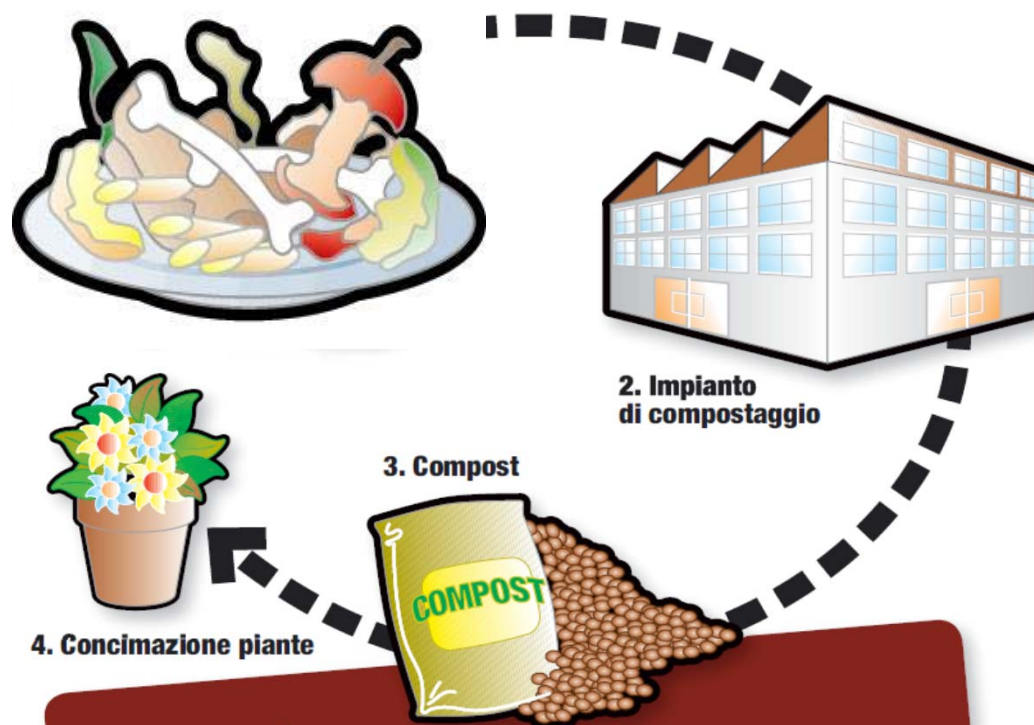 2. Impianto
di compostaggio
3. Compost
COMPOST
4. Concimazione piante